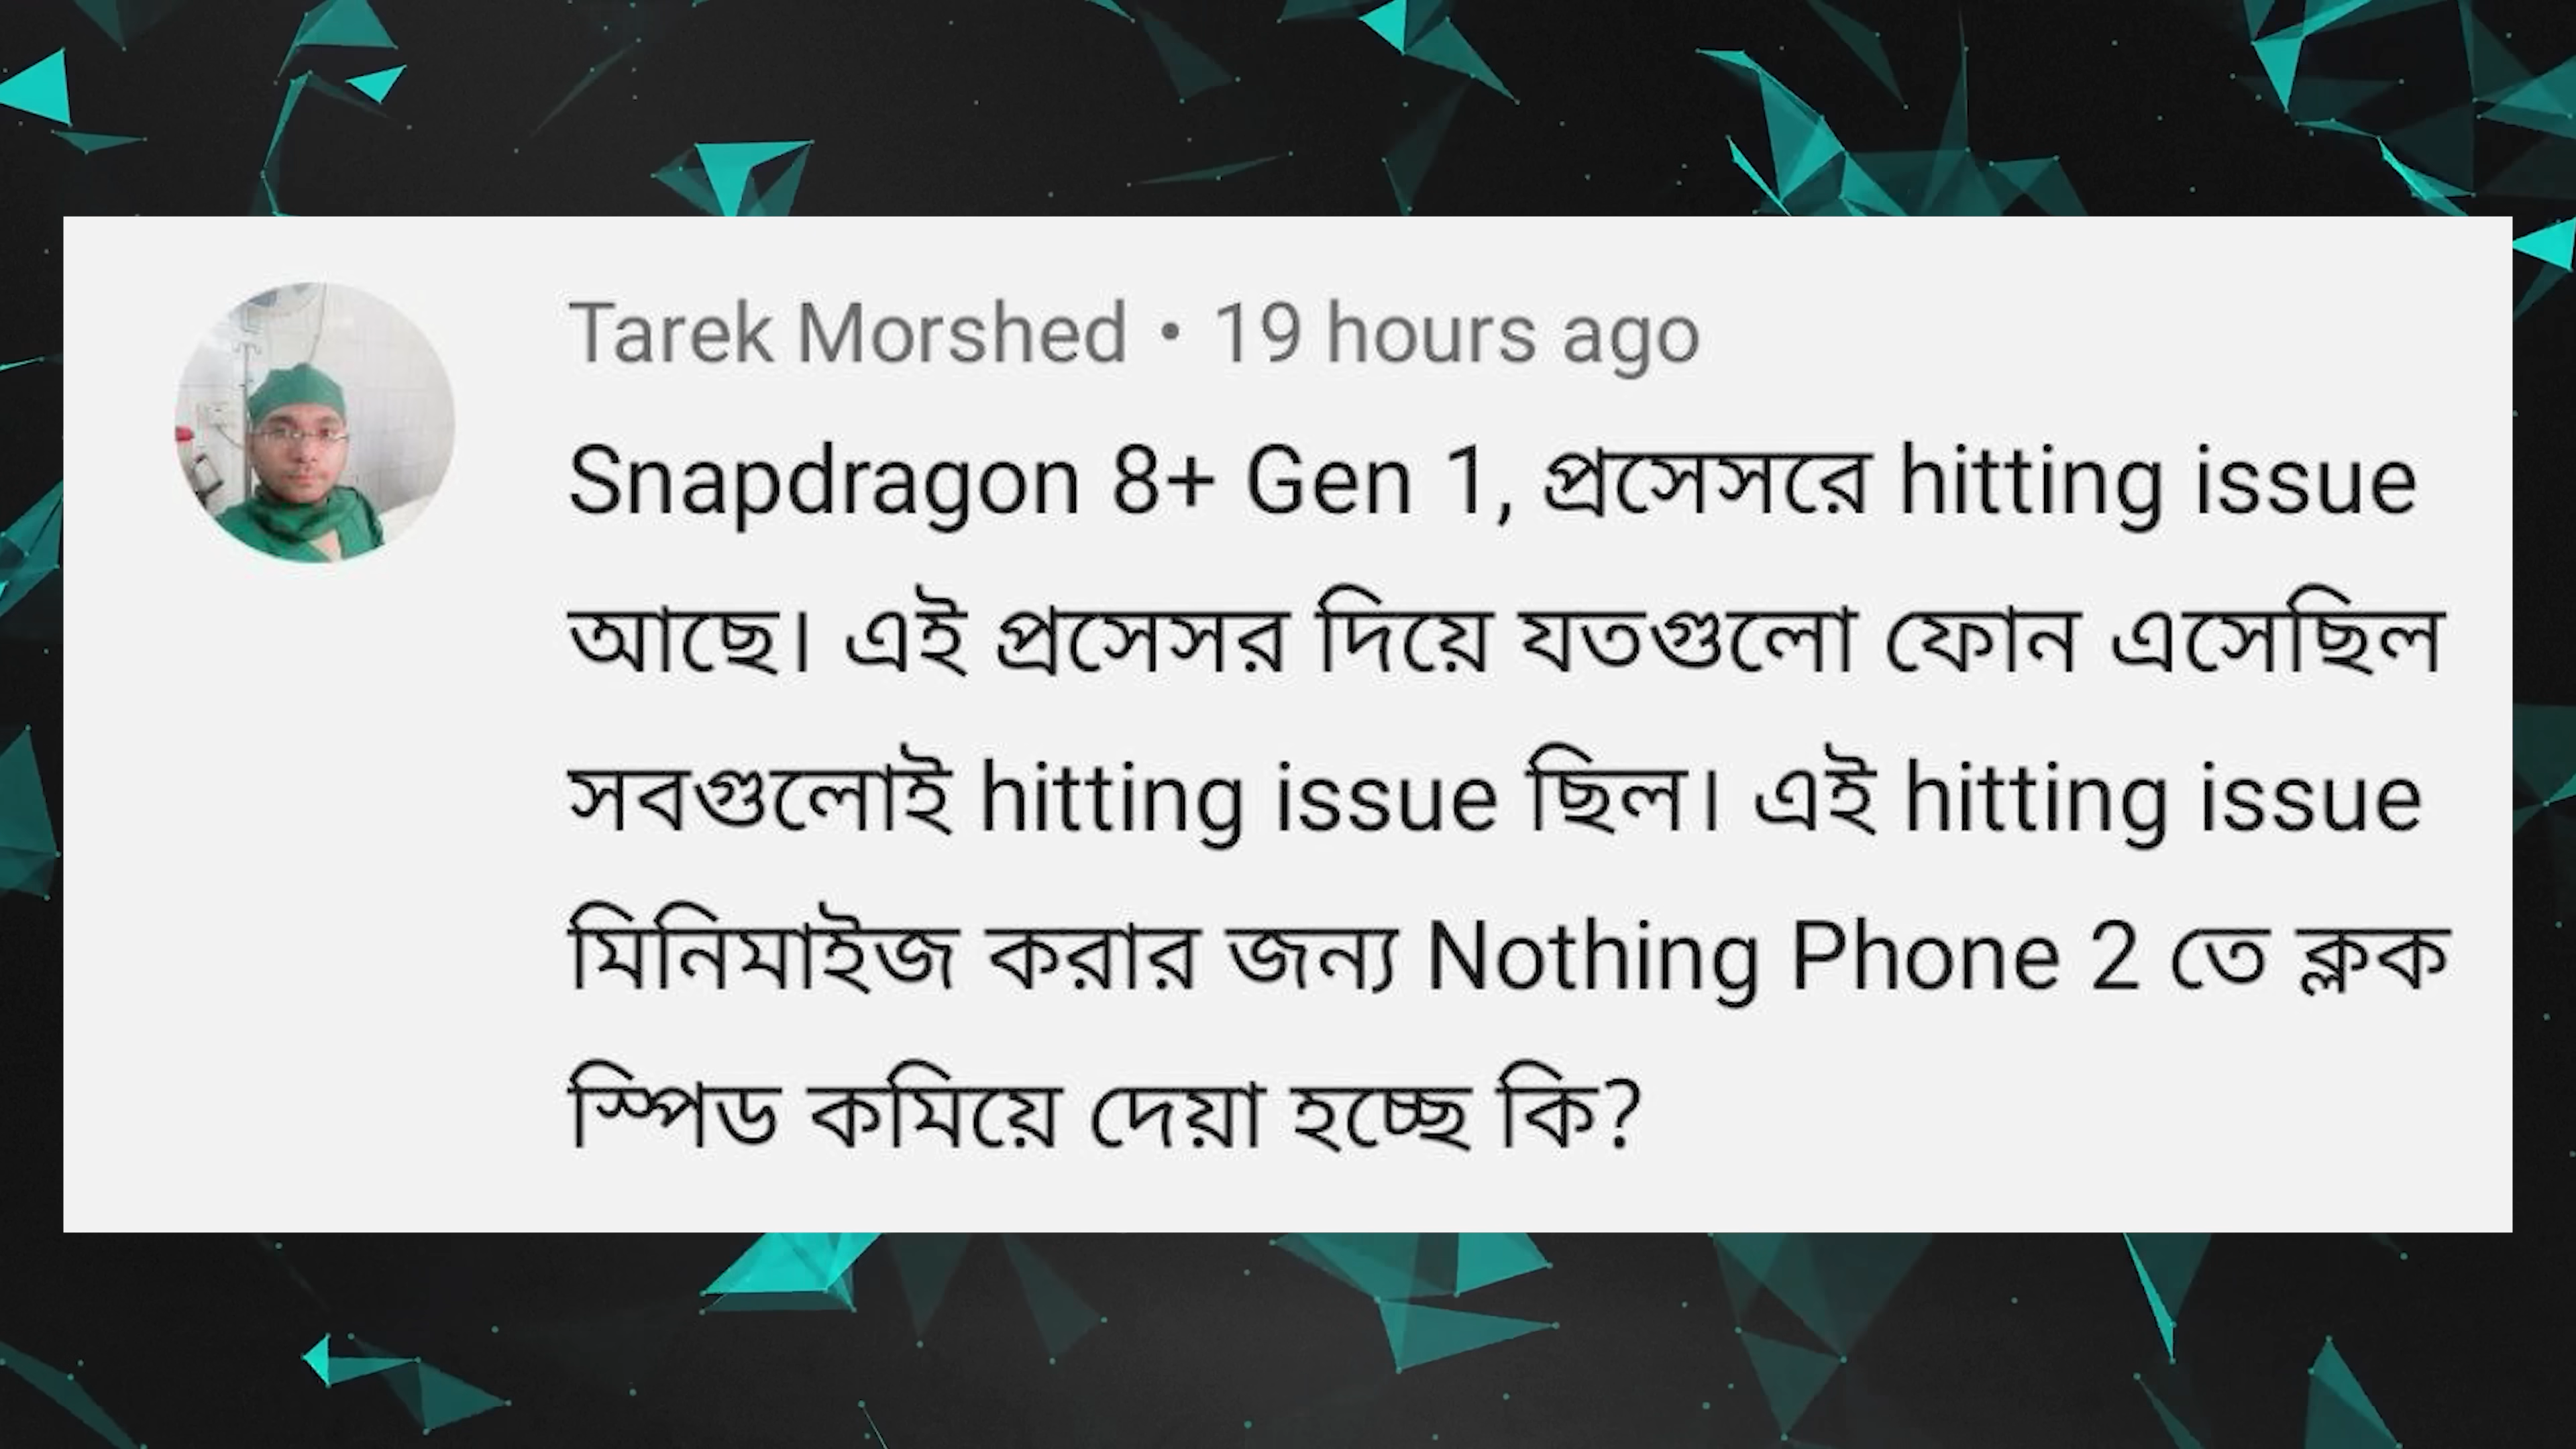 Tarek Morshed • 19 hours ago
Snapdragon 8+ Gen 1, প্রসেসরে hitting issue
আছে। এই প্রসেসর দিয়ে যতগুলো ফোন এসেছিল
সবগুলোই hitting issue ছিল। এই hitting issue
মিনিমাইজ করার জন্য Nothing Phone 2 তে ক্লক
স্পিড কমিয়ে দেয়া হচ্ছে কি?